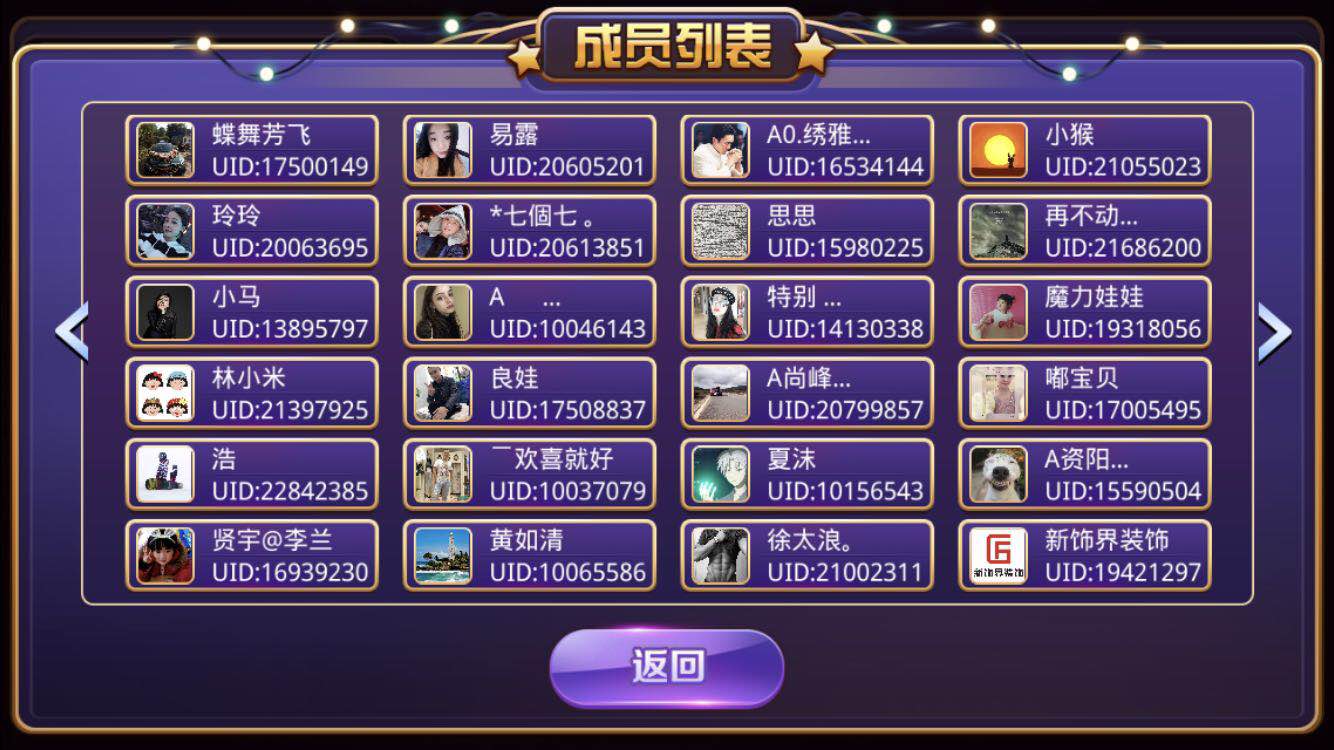 成员列表
蝶舞芳飞
UID:17500149
易露
UID:20605201
A0.绣雅...
UID:16534144
小猴
UID:21055023
玲玲
UID:20063695
*七個七。
UID:20613851
思思
UID:15980225
再不动...
UID:21686200
小马
UID:13895797
A ...
UID:10046143
特别 ...
UID:14130338
魔力娃娃
UID:19318056
林小米
UID:21397925
良娃
UID:17508837
A尚峰...
UID:20799857
嘟宝贝
UID:17005495
浩
UID:22842385
¯欢喜就好
UID:10037079
夏沫
UID:10156543
A资阳...
UID:15590504
贤宇@李兰
UID:16939230
黄如清
UID:10065586
徐太浪。
UID:21002311
新饰界装饰
新饰界装饰
UID:19421297
返回